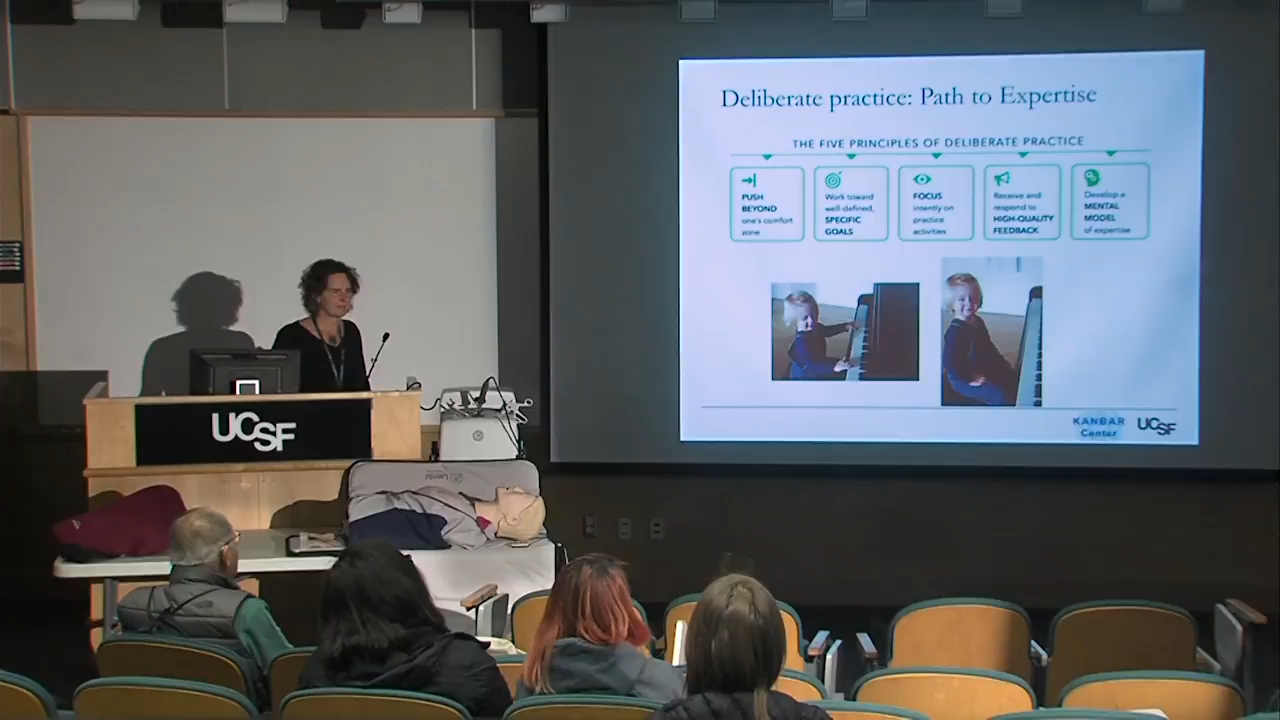 Deliberate practice: Path to Expertise
THE FIVE PRINCIPLES OF DELIBERATE PRACTICE
PUSH
BEYOND
one's comfort
zone
Work toward
well-defined,
SPECIFIC
GOALS
FOCUS
intently on
practice
activities
Receive and
respond to
HIGH-QUALITY
FEEDBACK
Develop a
MENTAL
MODEL
of expertise
KANBAR
Center
UCSF
UCSF
Laerdal